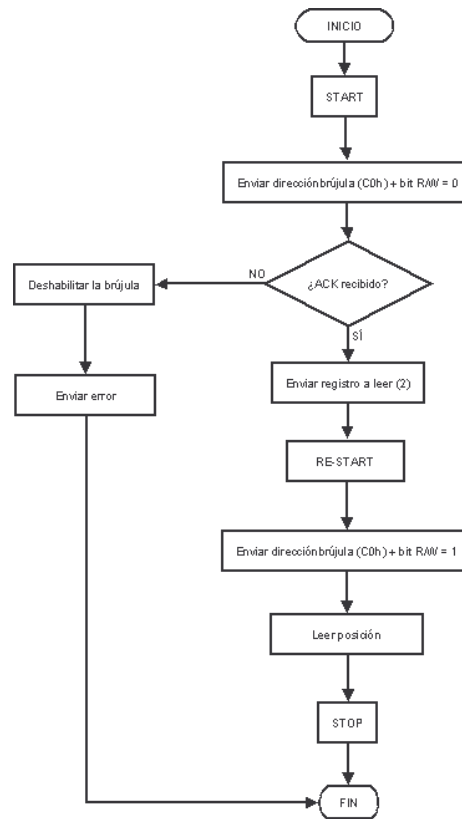 INICIO
START
Enviar dirección brújula (C0h) + bit R/W = 0
¿ACK recibido?
NO
SÍ
Deshabilitar la brújula
Enviar error
Enviar registro a leer (2)
RE-START
Enviar dirección brújula (C0h) + bit R/W = 1
Leer posición
STOP
FIN